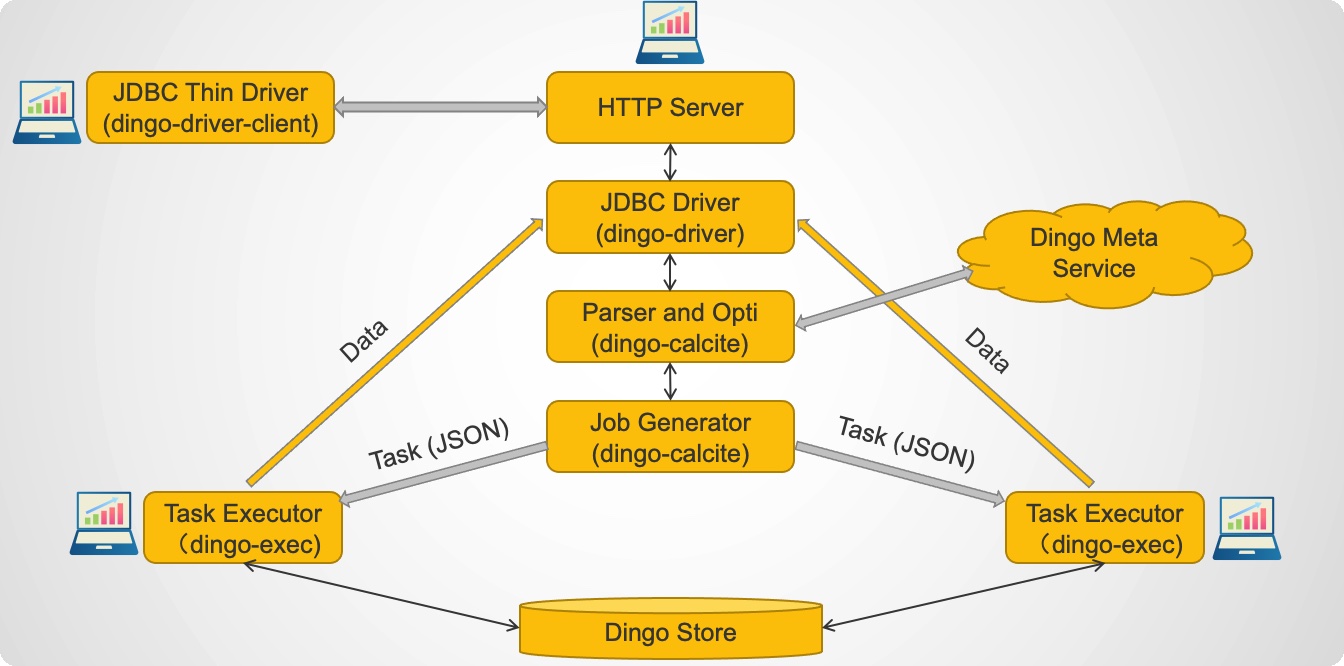 JDBC Thin Driver
(dingo-driver-client)
HTTP Server
JDBC Driver
(dingo-driver)
Dingo Meta
Service
Parser and Opti
(dingo-calcite)
Data
Data
Job Generator
(dingo-calcite)
Task (JSON)
Task (JSON)
Task Executor
（dingo-exec)
Task Executor
（dingo-exec)
Dingo Store